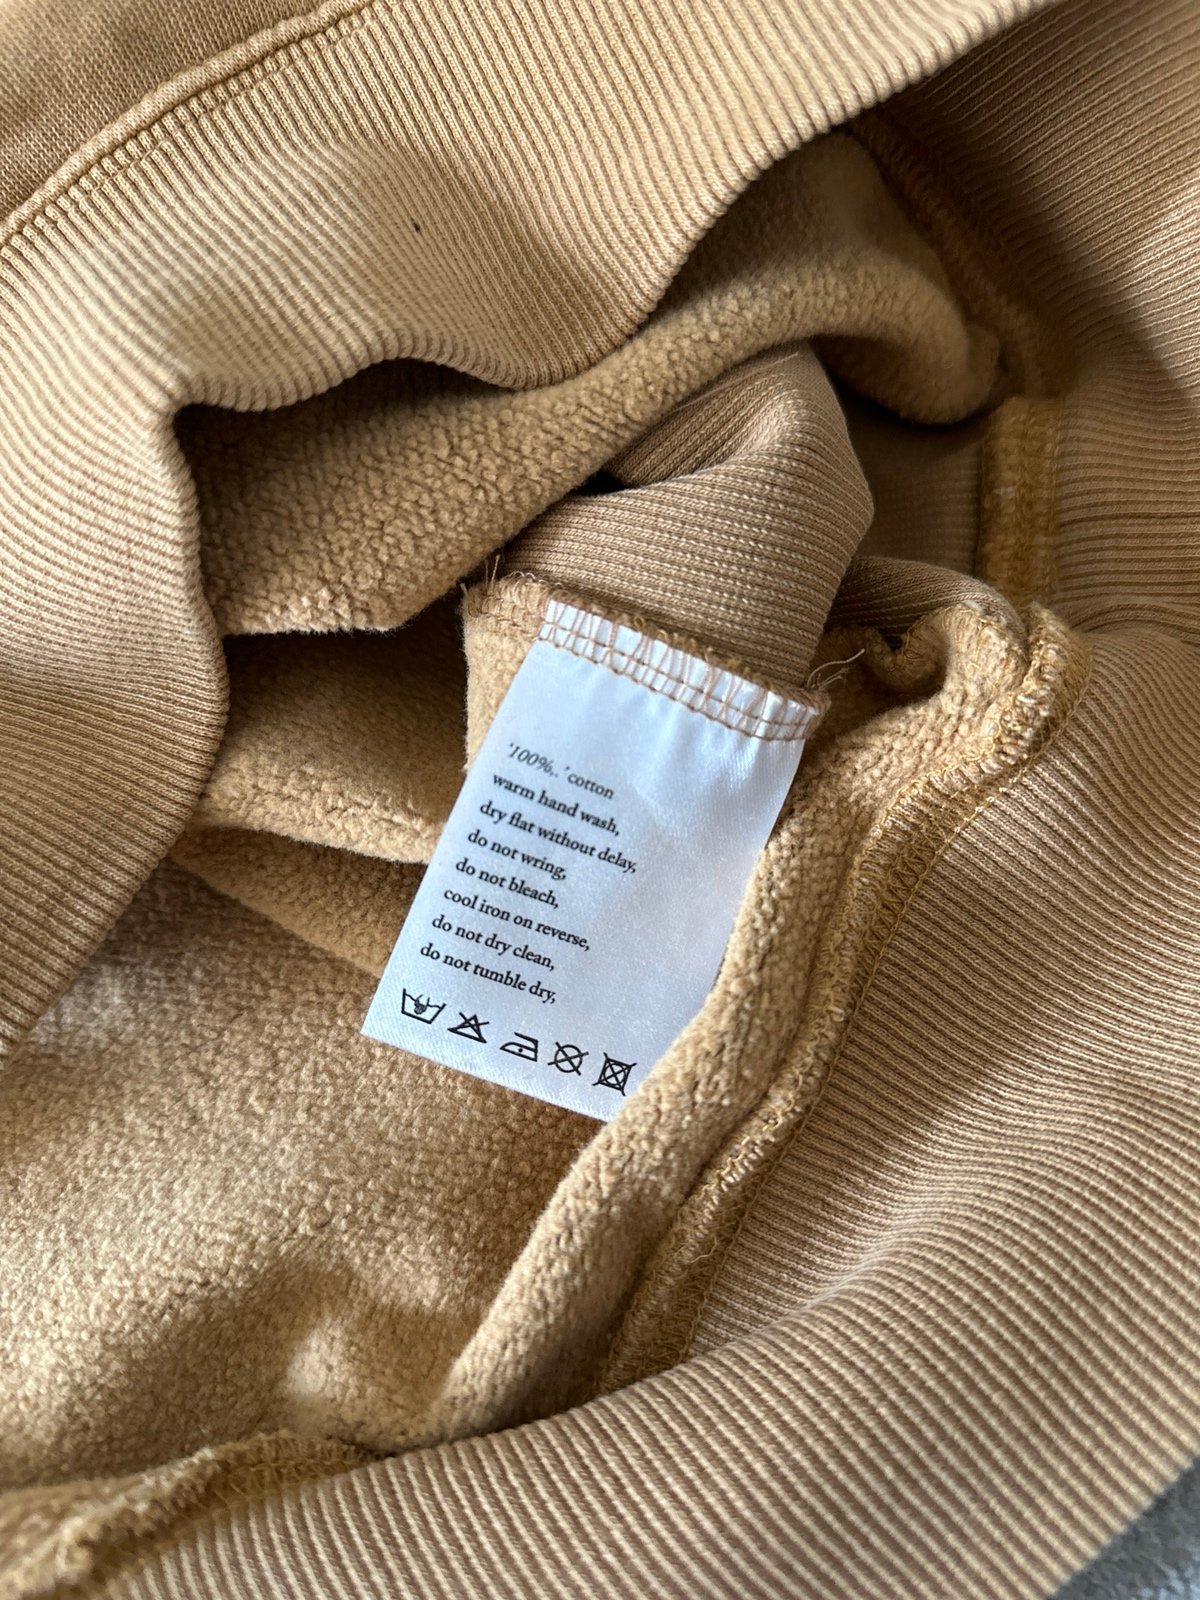 '100%,. ' cotton
warm hand wash,
dry flat without delay,
do not wring,
do not bleach,
cool iron on reverse,
do not dry clean,
do not tumble dry,